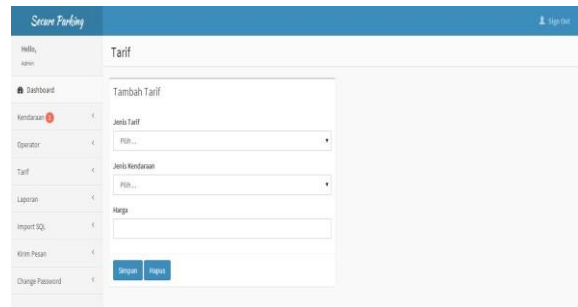 Secure Parking
Sign Out
Hello,
Admin
Tarif
Dashboard
Tambah Tarif
Kendaraan
Jenis Tarif
Operator
Pilih...
Jenis Kendaraan
Tarif
Pilih...
Laporan
Harga
Import SQL
Kirim Pesan
Simpan Hapus
Change Password